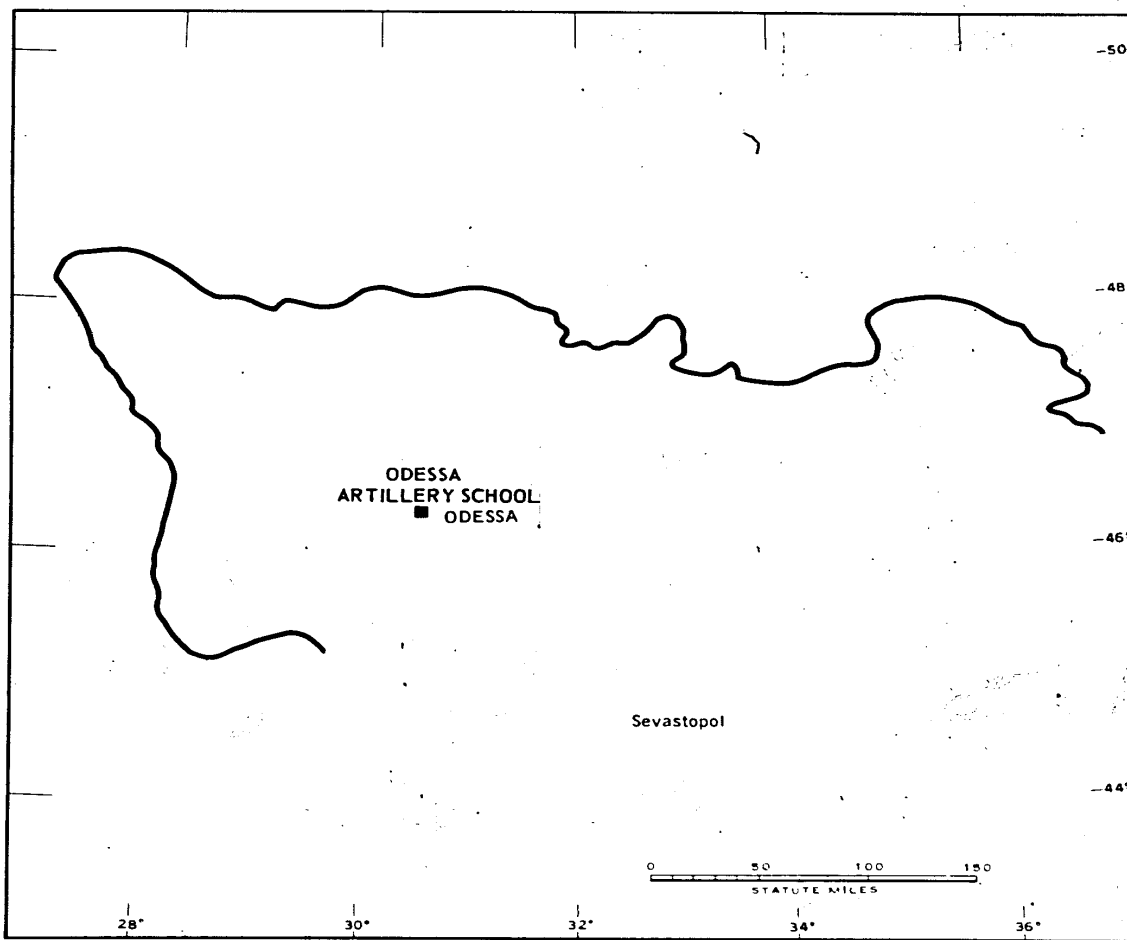 50
48
ODESSA
ARTILLERY SCHOOL
ODESSA
46°
Sevastopol
44°
0 50 100 150
STATUTE MILES
28° 30° 32° 34° 36°